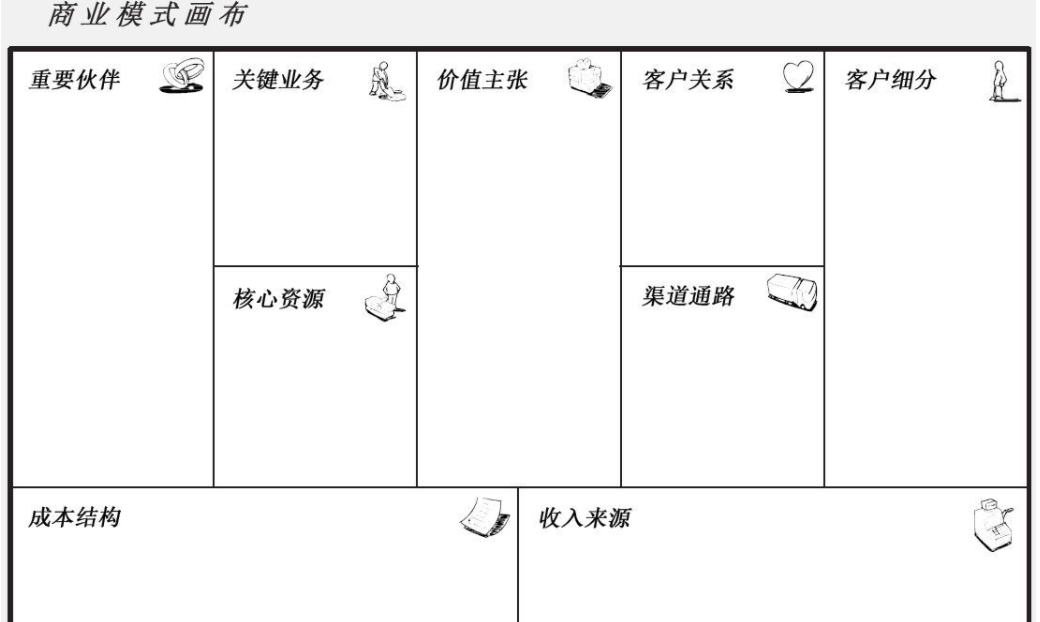 商业模式画布
重要伙伴
关键业务
价值主张
客户关系
客户细分
核心资源
渠道通路
成本结构
收入来源